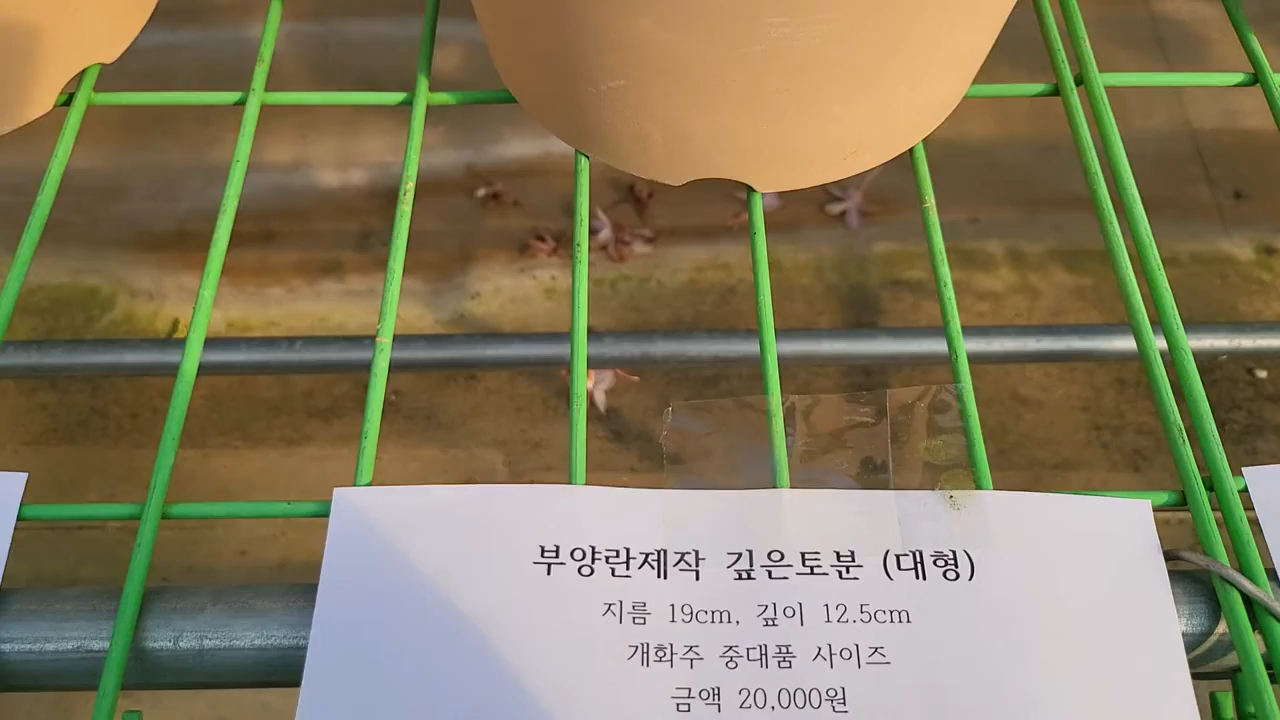 부양란제작 깊은토분 (대형)
지름 19cm, 깊이 12.5cm
개화주 중대품 사이즈
금액 20,000원